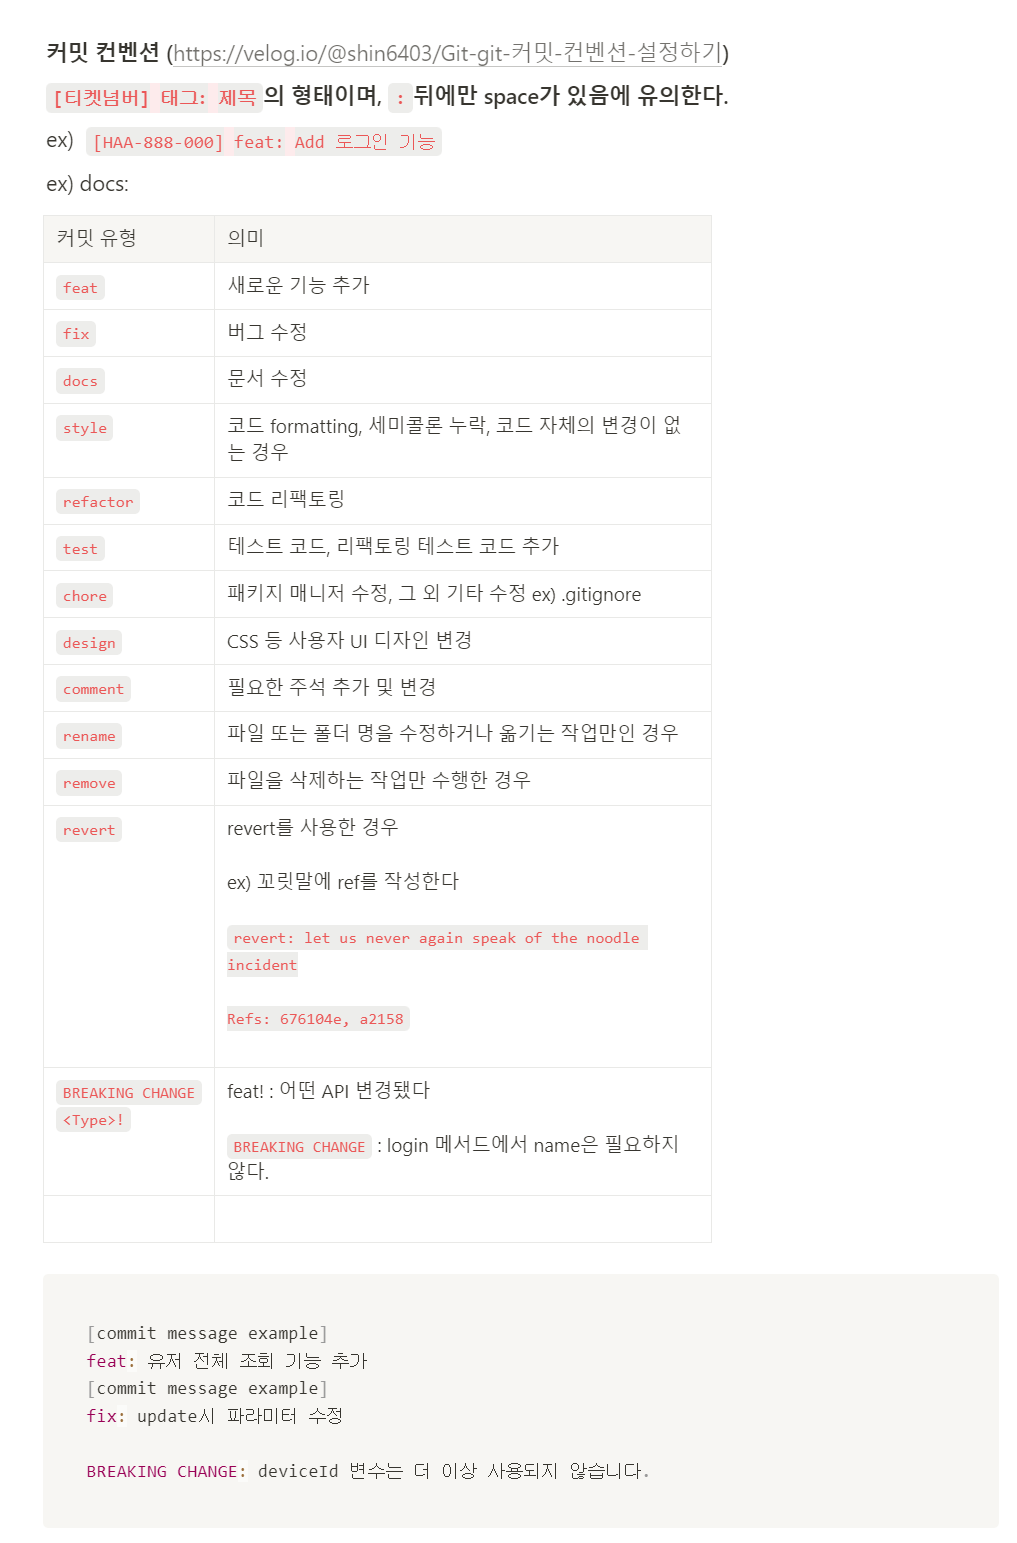 커밋 컨벤션 (https://velog.io/@shin6403/Git-git-커밋-컨벤션-설정하기)
[티켓넘버] 태그: 제목의 형태이며, : 뒤에만 space가 있음에 유의한다.
ex) [HAA-888-000] feat: Add 로그인 기능
ex) docs:
커밋 유형 의미
feat 새로운 기능 추가
fix 버그 수정
docs 문서 수정
style 코드 formatting, 세미콜론 누락, 코드 자체의 변경이 없
는 경우
refactor 코드 리팩토링
test 테스트 코드, 리팩토링 테스트 코드 추가
chore 패키지 매니저 수정, 그 외 기타 수정 ex) .gitignore
design CSS 등 사용자 UI 디자인 변경
comment 필요한 주석 추가 및 변경
rename 파일 또는 폴더 명을 수정하거나 옮기는 작업만인 경우
remove 파일을 삭제하는 작업만 수행한 경우
revert revert를 사용한 경우
ex) 꼬릿말에 ref를 작성한다
revert: let us never again speak of the noodle
incident
Refs: 676104e, a2158
BREAKING CHANGE feat! : 어떤 API 변경됐다
<Type>!
BREAKING CHANGE : login 메서드에서 name은 필요하지
않다.
[commit message example]
feat: 유저 전체 조회 기능 추가
[commit message example]
fix: update시 파라미터 수정
BREAKING CHANGE: deviceId 변수는 더 이상 사용되지 않습니다.